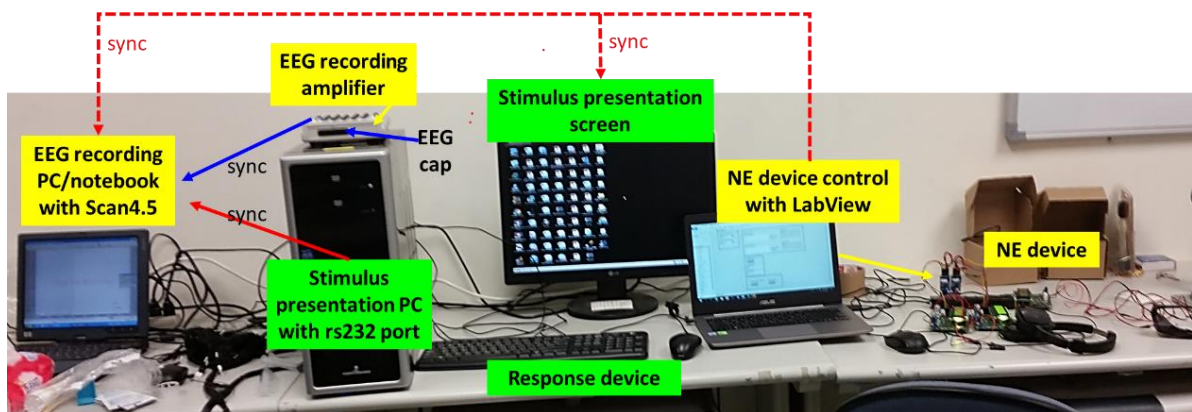 sync
sync
EEG recording
amplifier
Stimulus presentation
screen
EEG
cap
EEG recording
PC/notebook
with Scan4.5
sync
sync
NE device control
with LabView
NE device
Stimulus
presentation PC
with rs232 port
Response device